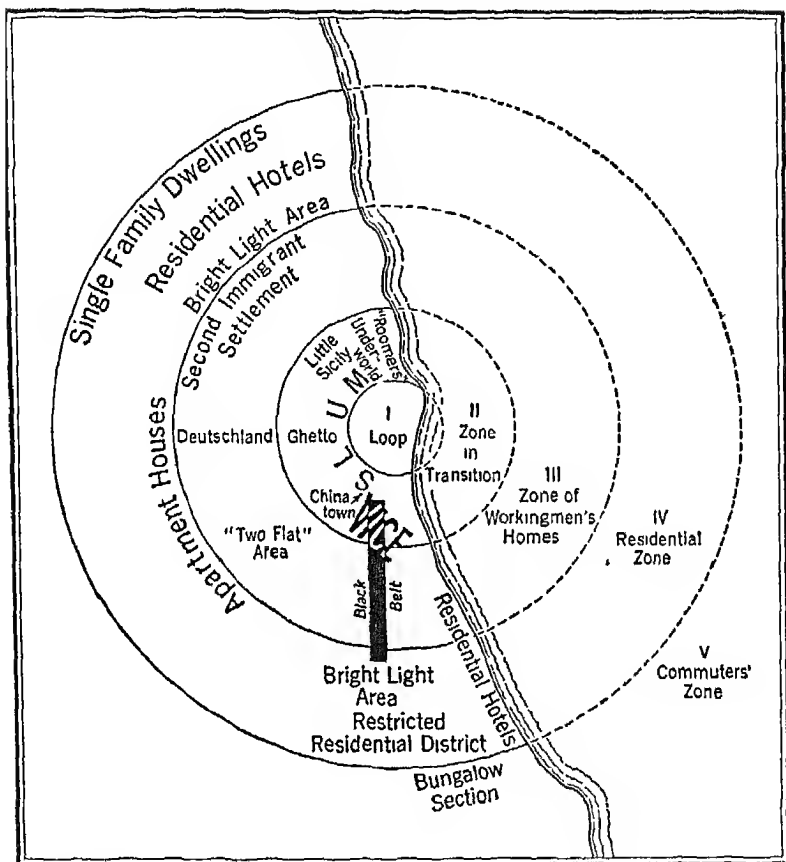 Single Family Dwellings
Residential Hotels
Bright Light Area
Second Immigrant
Settlement
Little
Sicily
"Roomers"
Under-
world
SLUM
I
Loop
II
Zone
in
Transition
Deutschland
Ghetto
China
town
VICE
III
Zone of
Workingmen's
Homes
IV
Residential
Zone
V
Commuters'
Zone
Apartment Houses
"Two Flat"
Area
Black
Belt
Residential Hotels
Bright Light
Area
Restricted
Residential District
Bungalow
Section